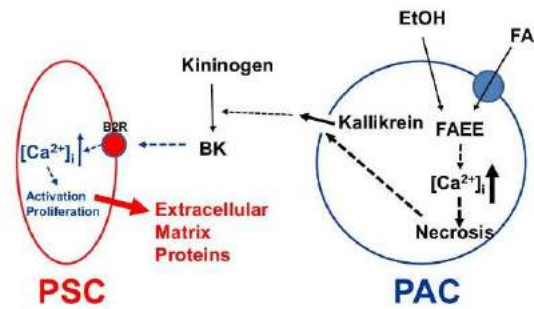 EtOH
FA
Kininogen
Kallikrein
FAEE
B2R
[Ca²⁺]ᵢ
BK
[Ca²⁺]ᵢ
Activation
Proliferation
Extracellular
Matrix
Proteins
Necrosis
PSC
PAC